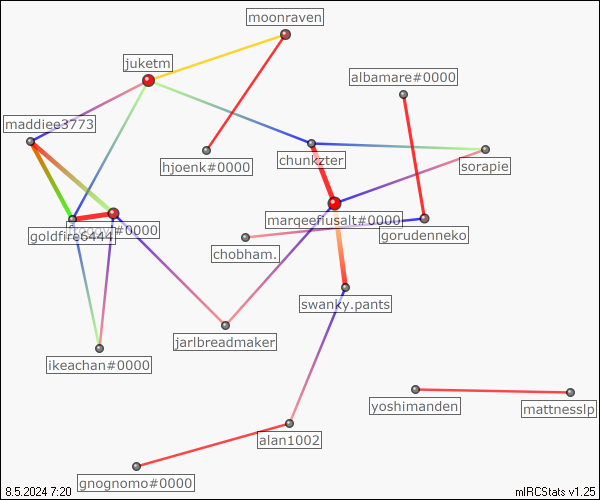 moonraven
juketm
albamare#0000
maddiee3773
hjoenk#0000
chunkzter
sorapie
margeefrusalt#0000
goldfire6444
#0000
gorudenneko
chobham.
swanky.pants
jarlbreadmaker
ikeachan#0000
yoshimanden
mattnesslp
alan1002
gnognomo#0000
8.5.2024 7:20
mIRCStats v1.25